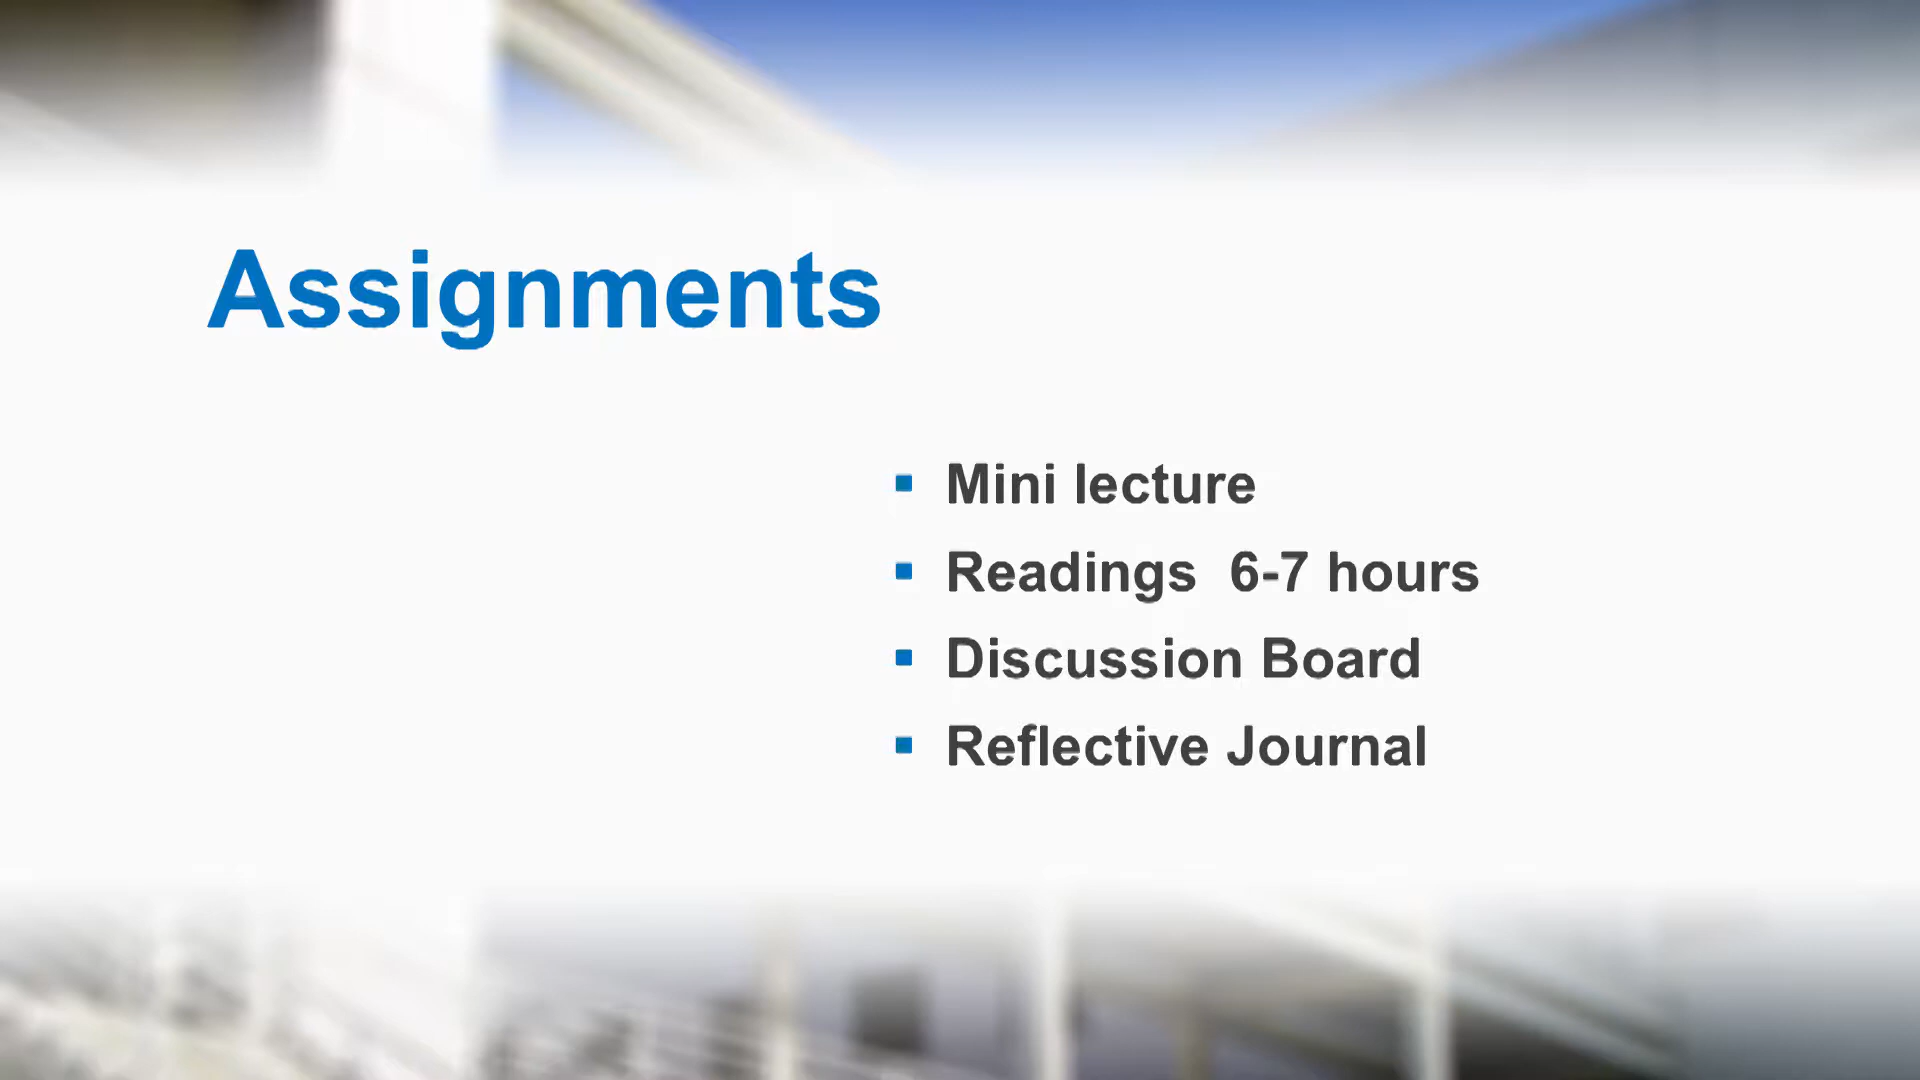 Assignments
▪ Mini lecture
▪ Readings  6-7 hours
▪ Discussion Board
▪ Reflective Journal